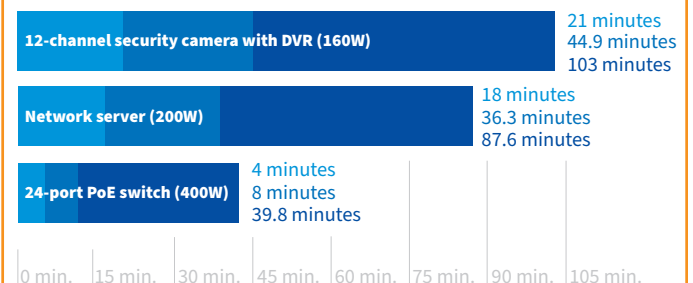 12-channel security camera with DVR (160W)
21 minutes
44.9 minutes
103 minutes
Network server (200W)
18 minutes
36.3 minutes
87.6 minutes
24-port PoE switch (400W)
4 minutes
8 minutes
39.8 minutes
0 min. 15 min. 30 min. 45 min. 60 min. 75 min. 90 min. 105 min.